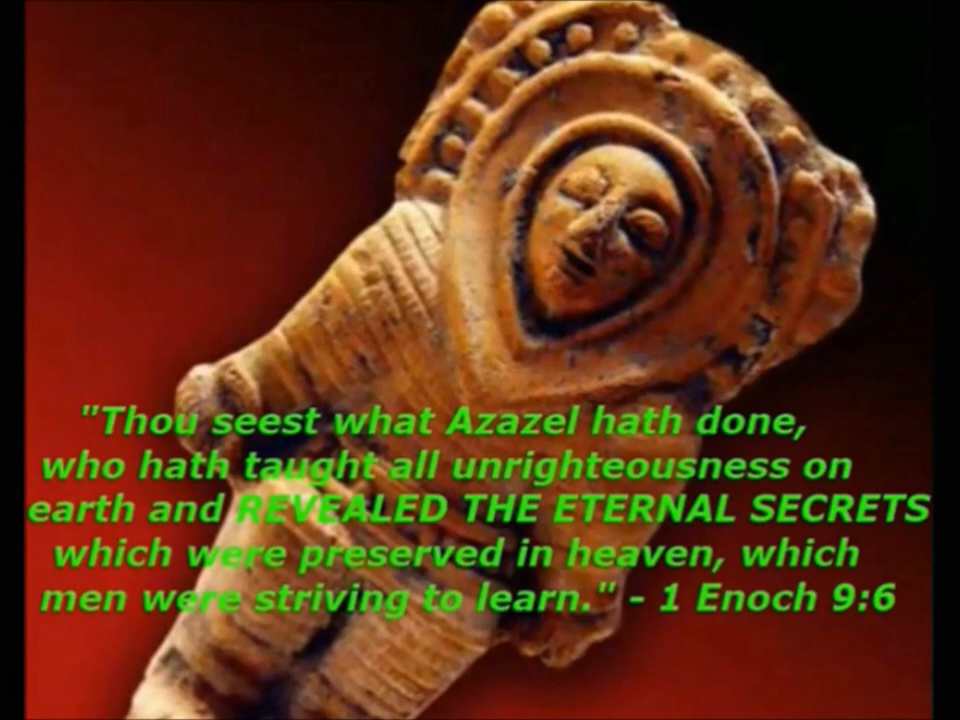 "Thou seest what Azazel hath done,
who hath taught all unrighteousness on
earth and REVEALED THE ETERNAL SECRETS
which were preserved in heaven, which
men were striving to learn." - 1 Enoch 9:6